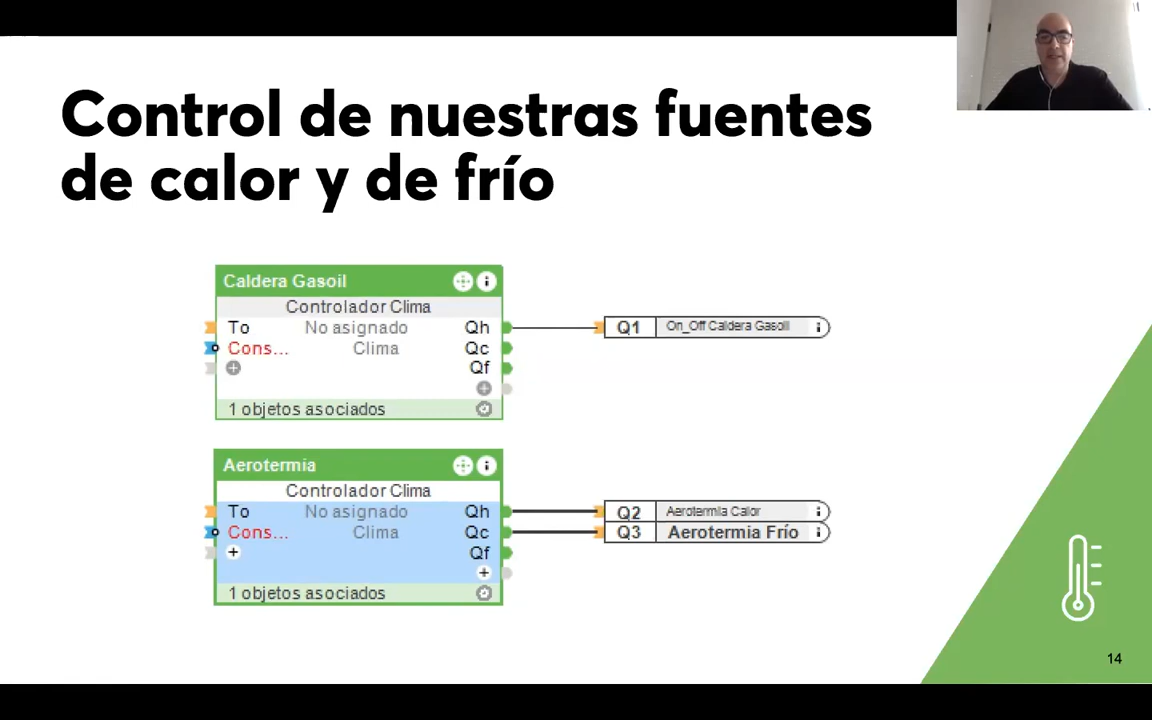 Control de nuestras fuentes
de calor y de frío
Caldera Gasoil
Controlador Clima
To No asignado Qh
Cons... Clima Qc
Qf
1 objetos asociados
Q1 On_Off Caldera Gasoil
Aerotermia
Controlador Clima
To No asignado Qh
Cons... Clima Qc
Qf
1 objetos asociados
Q2 Aerotermia Calor
Q3 Aerotermia Frío
14